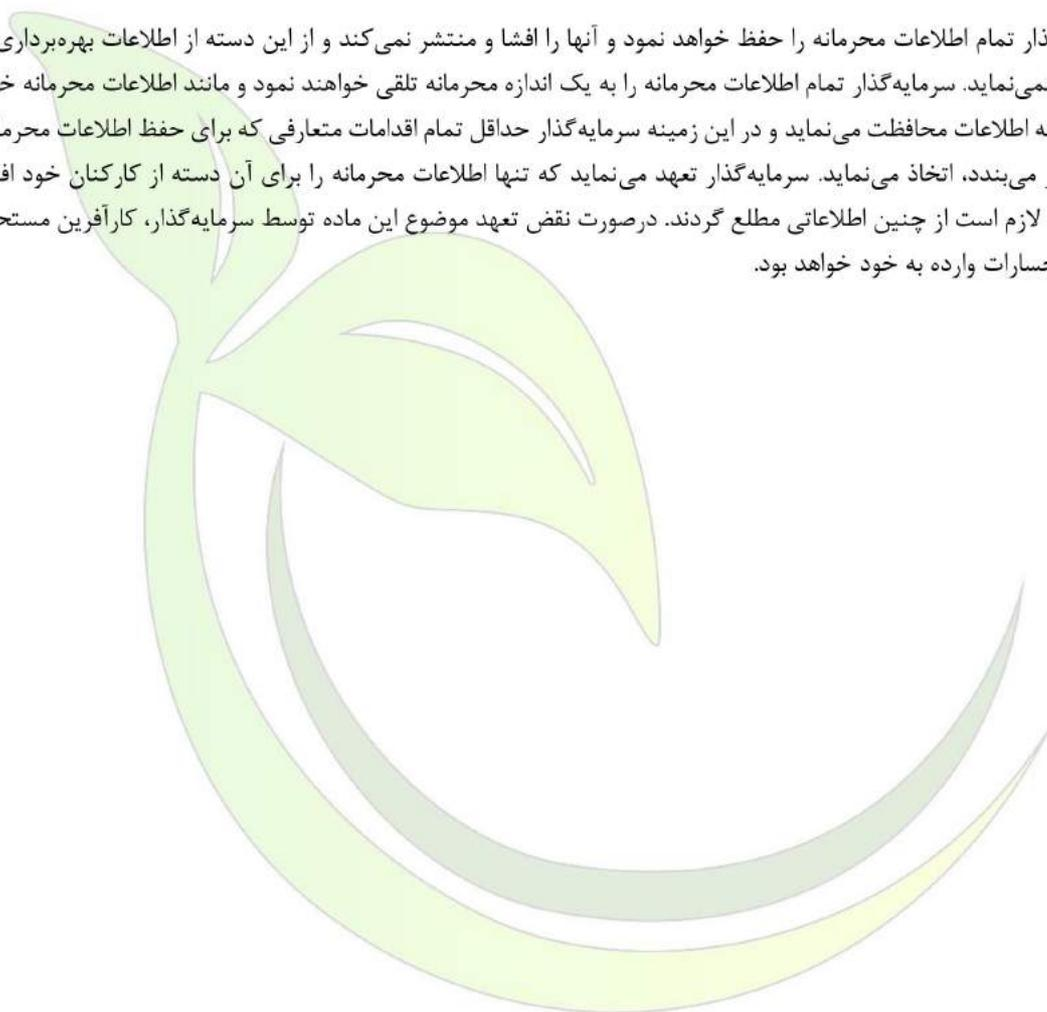 ذار تمام اطلاعات محرمانه را حفظ خواهد نمود و آنها را افشا و منتشر نمی‌کند و از این دسته از اطلاعات بهره‌برداری
نمی‌نماید. سرمایه‌گذار تمام اطلاعات محرمانه را به یک اندازه محرمانه تلقی خواهند نمود و مانند اطلاعات محرمانه خ
ه اطلاعات محافظت می‌نماید و در این زمینه سرمایه‌گذار حداقل تمام اقدامات متعارفی که برای حفظ اطلاعات محرما
ر می‌بندد، اتخاذ می‌نماید. سرمایه‌گذار تعهد می‌نماید که تنها اطلاعات محرمانه را برای آن دسته از کارکنان خود اف
لازم است از چنین اطلاعاتی مطلع گردند. درصورت نقض تعهد موضوع این ماده توسط سرمایه‌گذار، کارآفرین مستح
خسارات وارده به خود خواهد بود.